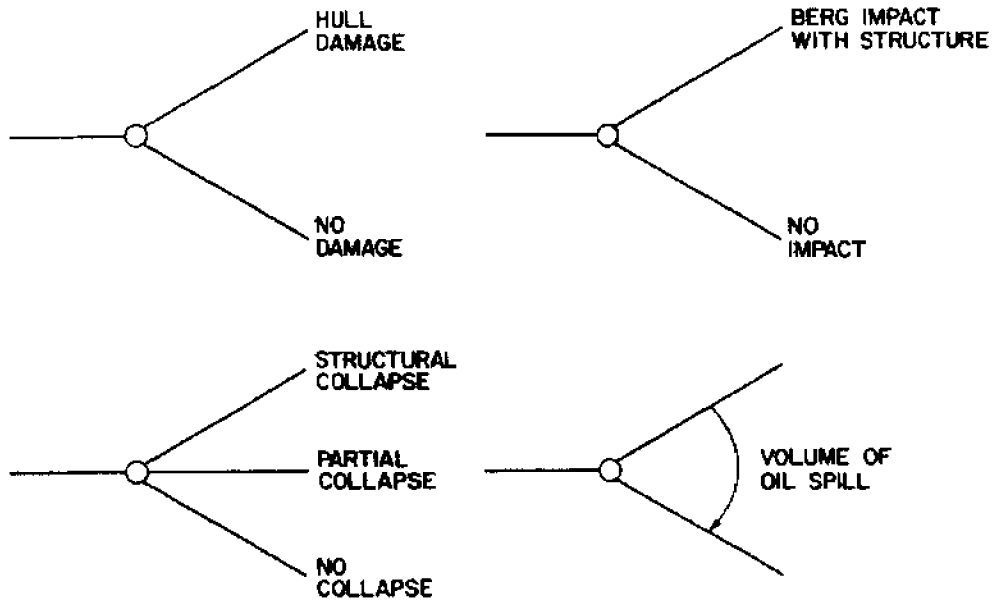 HULL
DAMAGE
NO
DAMAGE
BERG IMPACT
WITH STRUCTURE
NO
IMPACT
STRUCTURAL
COLLAPSE
PARTIAL
COLLAPSE
NO
COLLAPSE
VOLUME OF
OIL SPILL